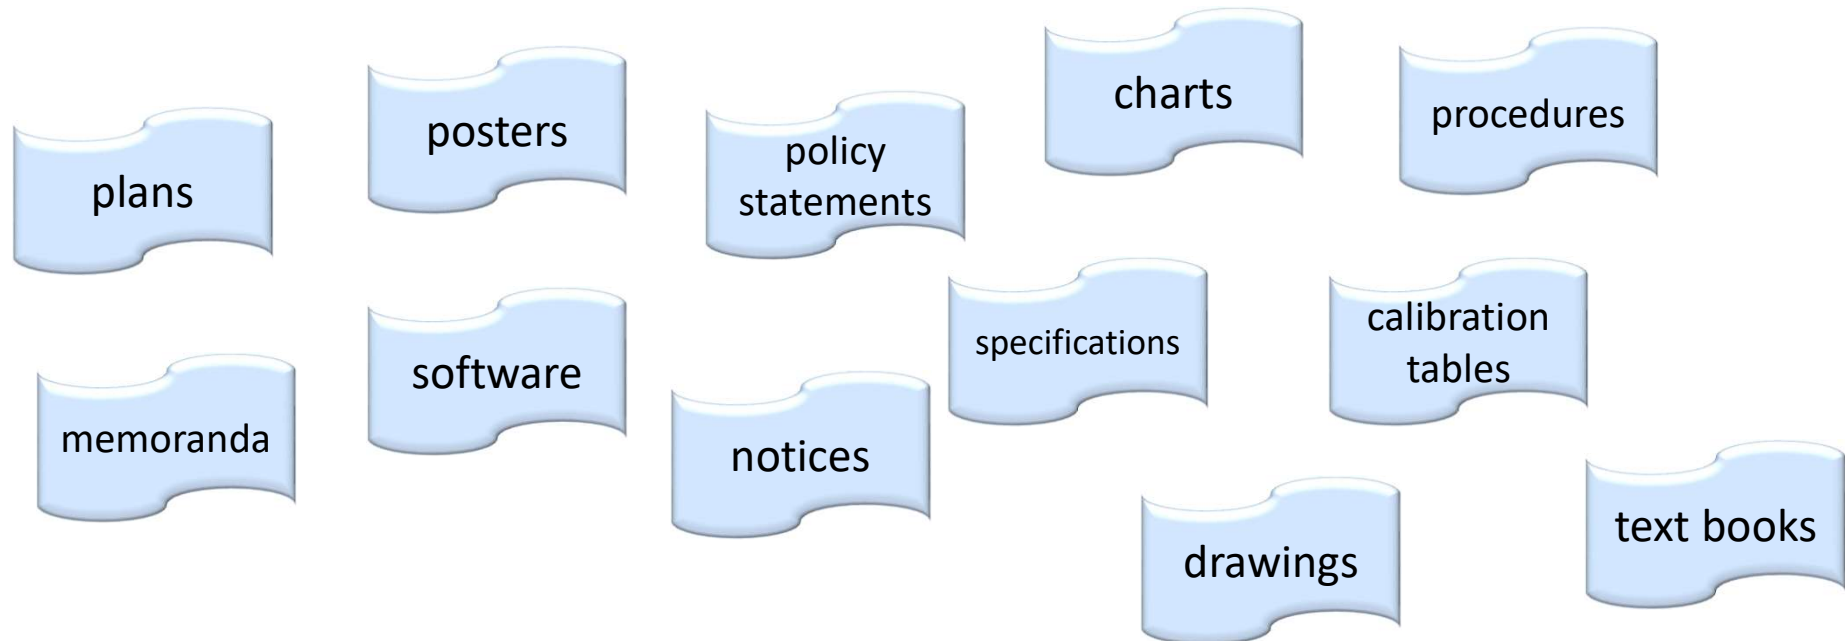 charts
posters
procedures
policy
statements
plans
calibration
tables
specifications
software
memoranda
notices
text books
drawings